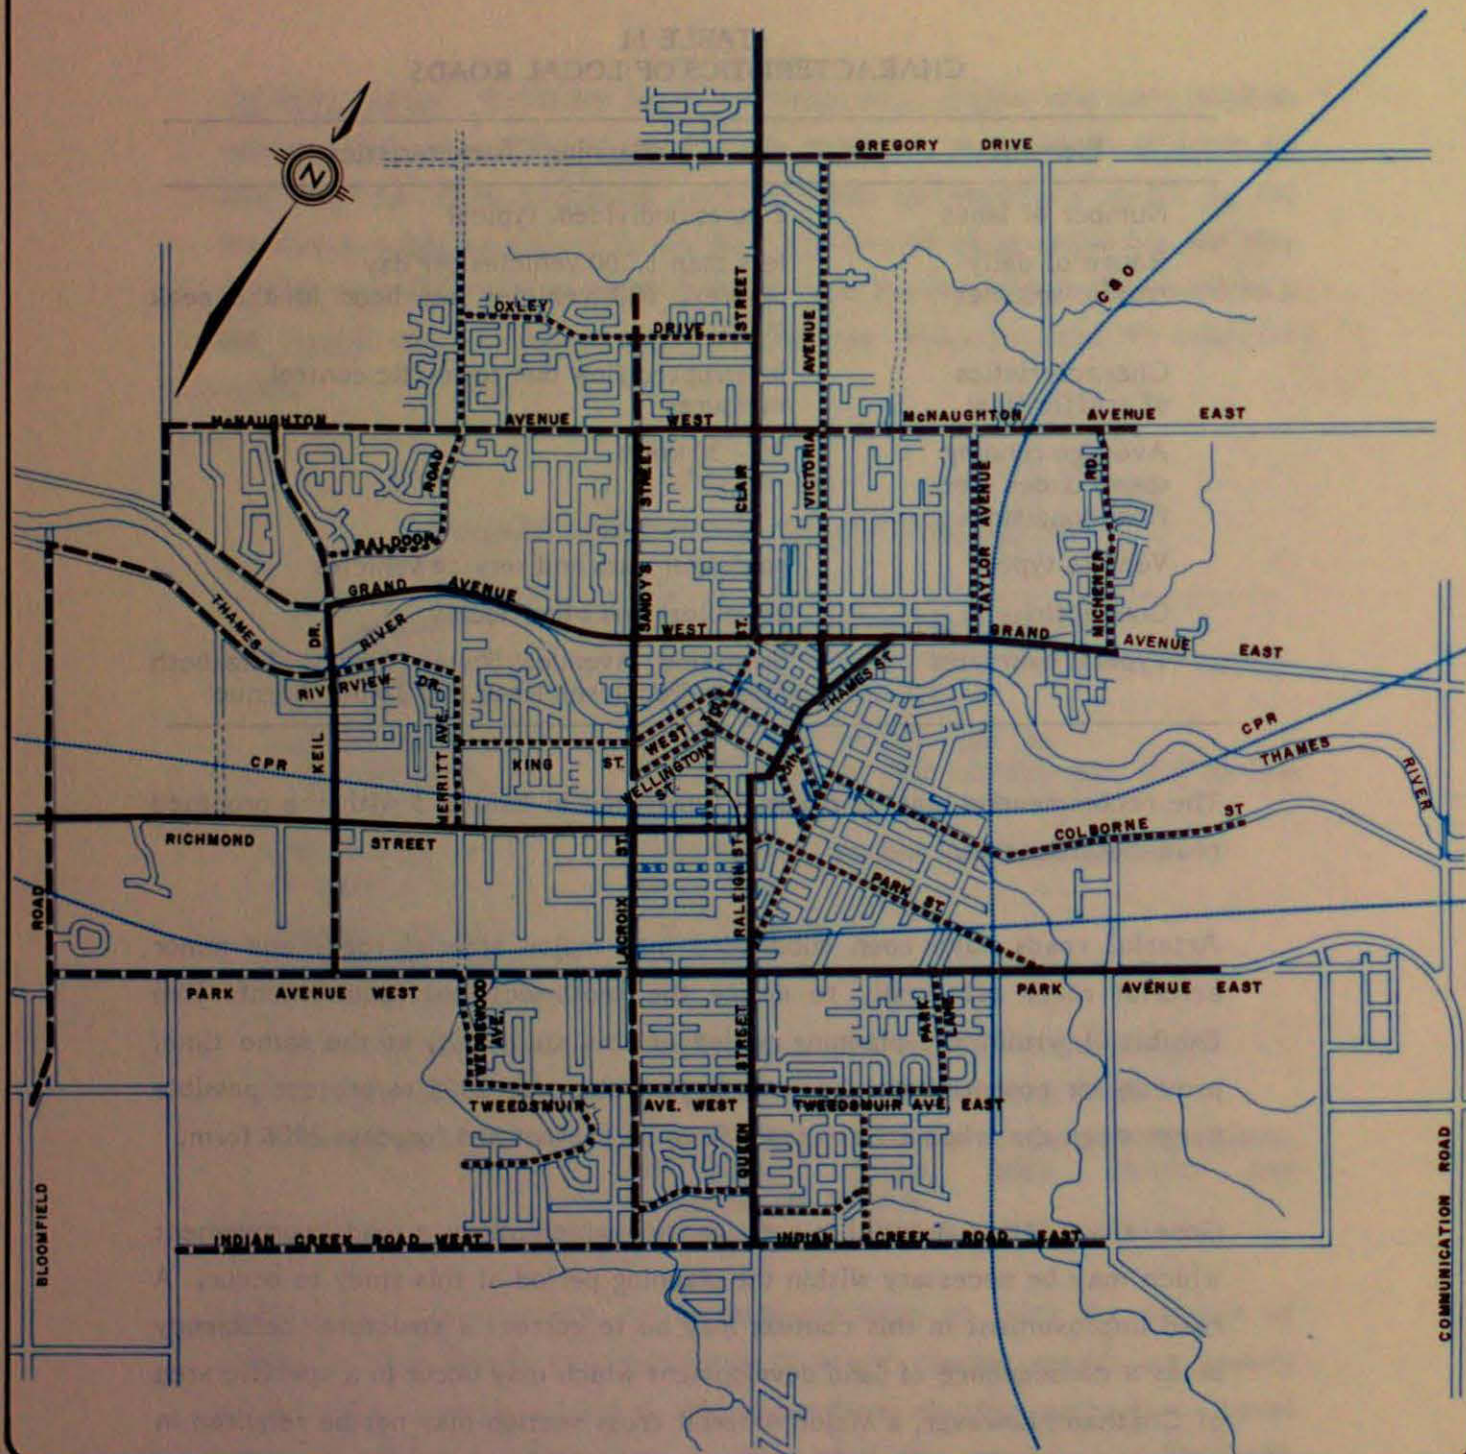 GREGORY DRIVE
N
C & O
STREET
OXLEY
DRIVE
AVENUE
McNAUGHTON AVENUE WEST
McNAUGHTON AVENUE EAST
ROAD
STREET
CLAIR
VICTORIA
AVENUE
RD.
BALDOON
TAYLOR
MICHENER
GRAND AVENUE
THAMES
DR.
RIVER
SANDY'S
WEST
ST.
GRAND
AVENUE EAST
RIVERVIEW DR.
THAMES ST
KEIL
MERRITT AVE.
CPR
KING ST.
WEST
WELLINGTON
ST.
CPR
THAMES
RIVER
RICHMOND STREET
ST.
RALEIGH ST.
COLBORNE ST
ROAD
LACROIX
PARK ST.
PARK AVENUE WEST
PARK AVENUE EAST
WEDGEWOOD
AVE.
STREET
PARK
LANE
TWEEDSMUIR AVE. WEST
TWEEDSMUIR AVE. EAST
QUEEN
BLOOMFIELD
INDIAN CREEK ROAD WEST
INDIAN CREEK ROAD EAST
COMMUNICATION ROAD